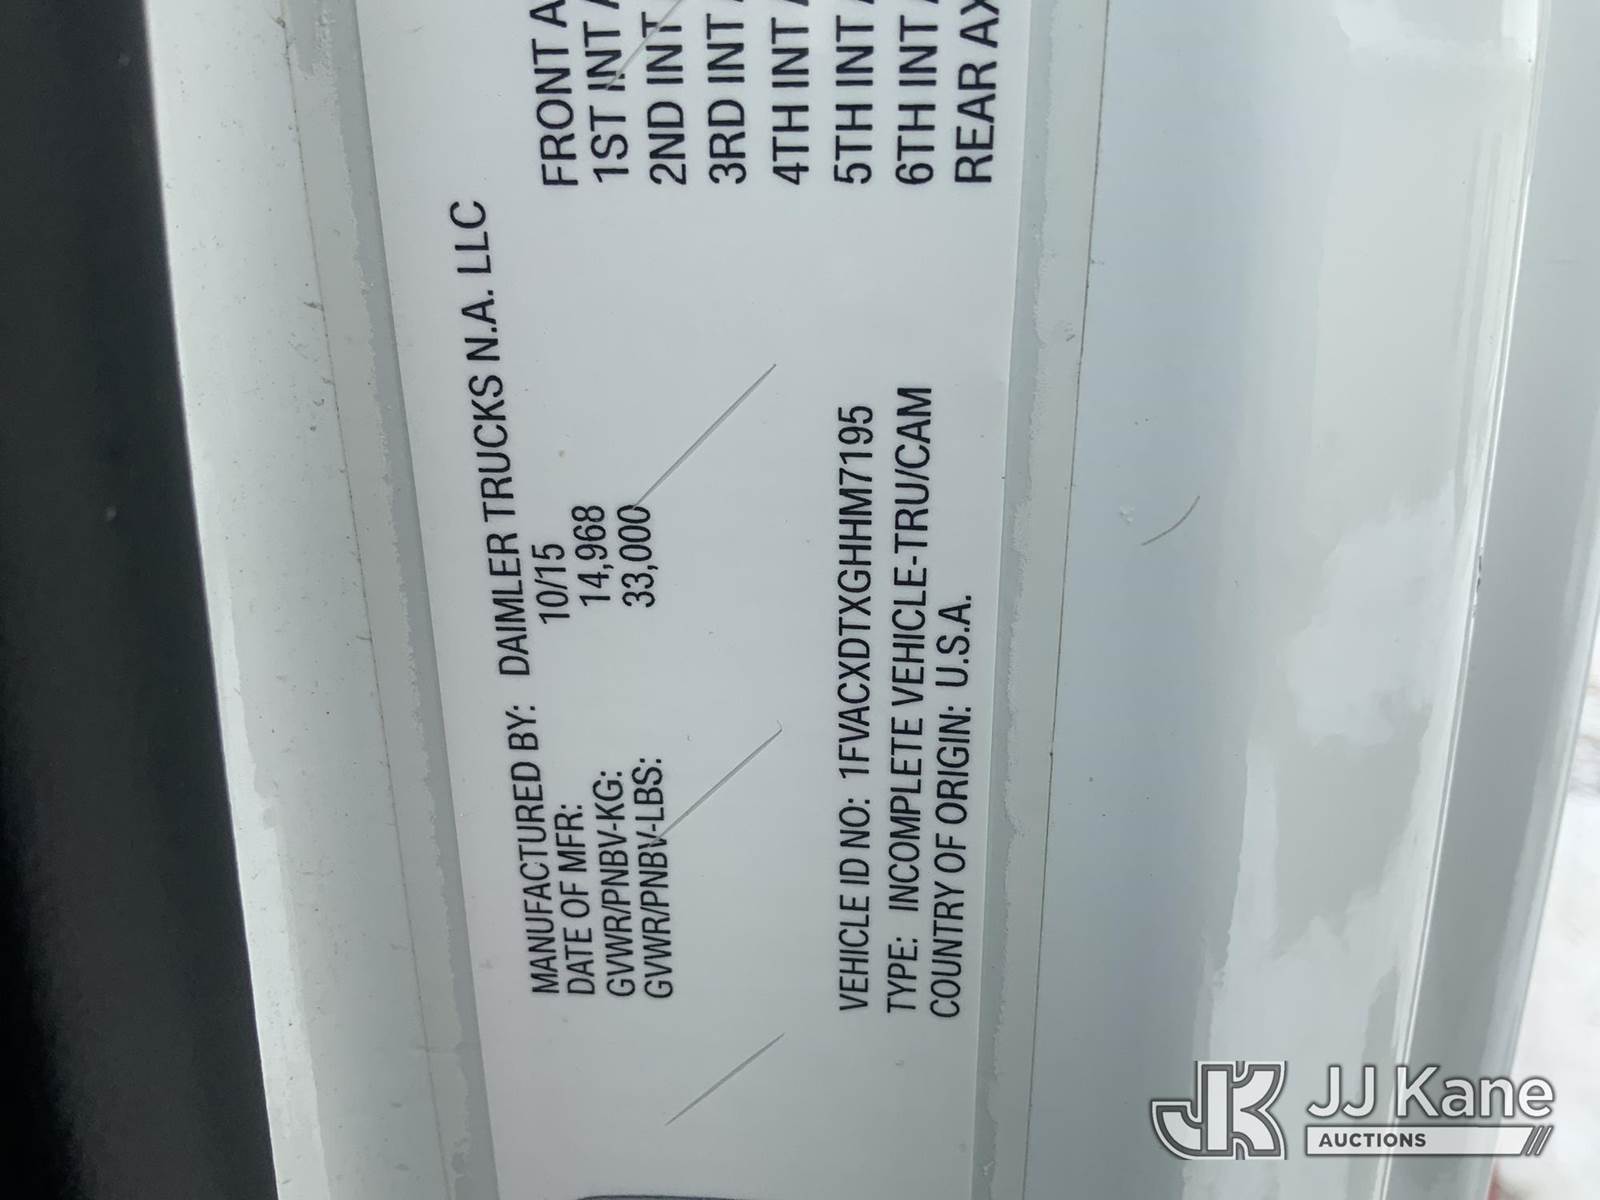 MANUFACTURED BY: DAIMLER TRUCKS N.A. LLC
DATE OF MFR: 10/15
GVWR/PNBV-KG: 14,968
GVWR/PNBV-LBS: 33,000
VEHICLE ID NO: 1FVACXDTXGHHM7195
TYPE: INCOMPLETE VEHICLE-TRU/CAM
COUNTRY OF ORIGIN: U.S.A.
FRONT A
1ST INT A
2ND INT
3RD INT
4TH INT A
5TH INT A
6TH INT A
REAR AX
JK JJ Kane
AUCTIONS